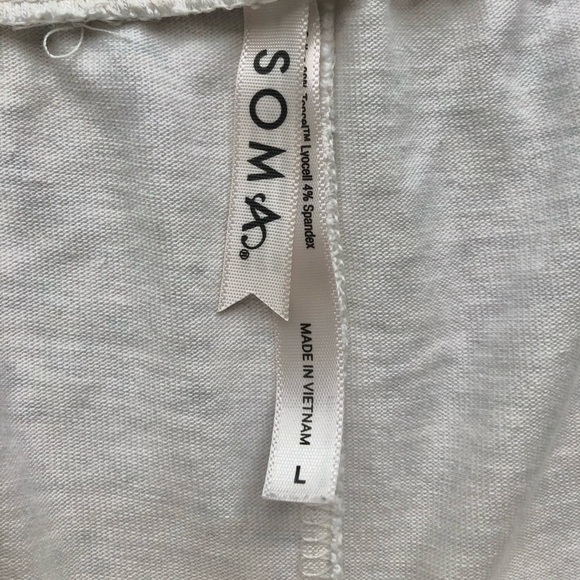 SOMA®
Tencel™ Lyocell 4% Spandex
MADE IN VIETNAM
L